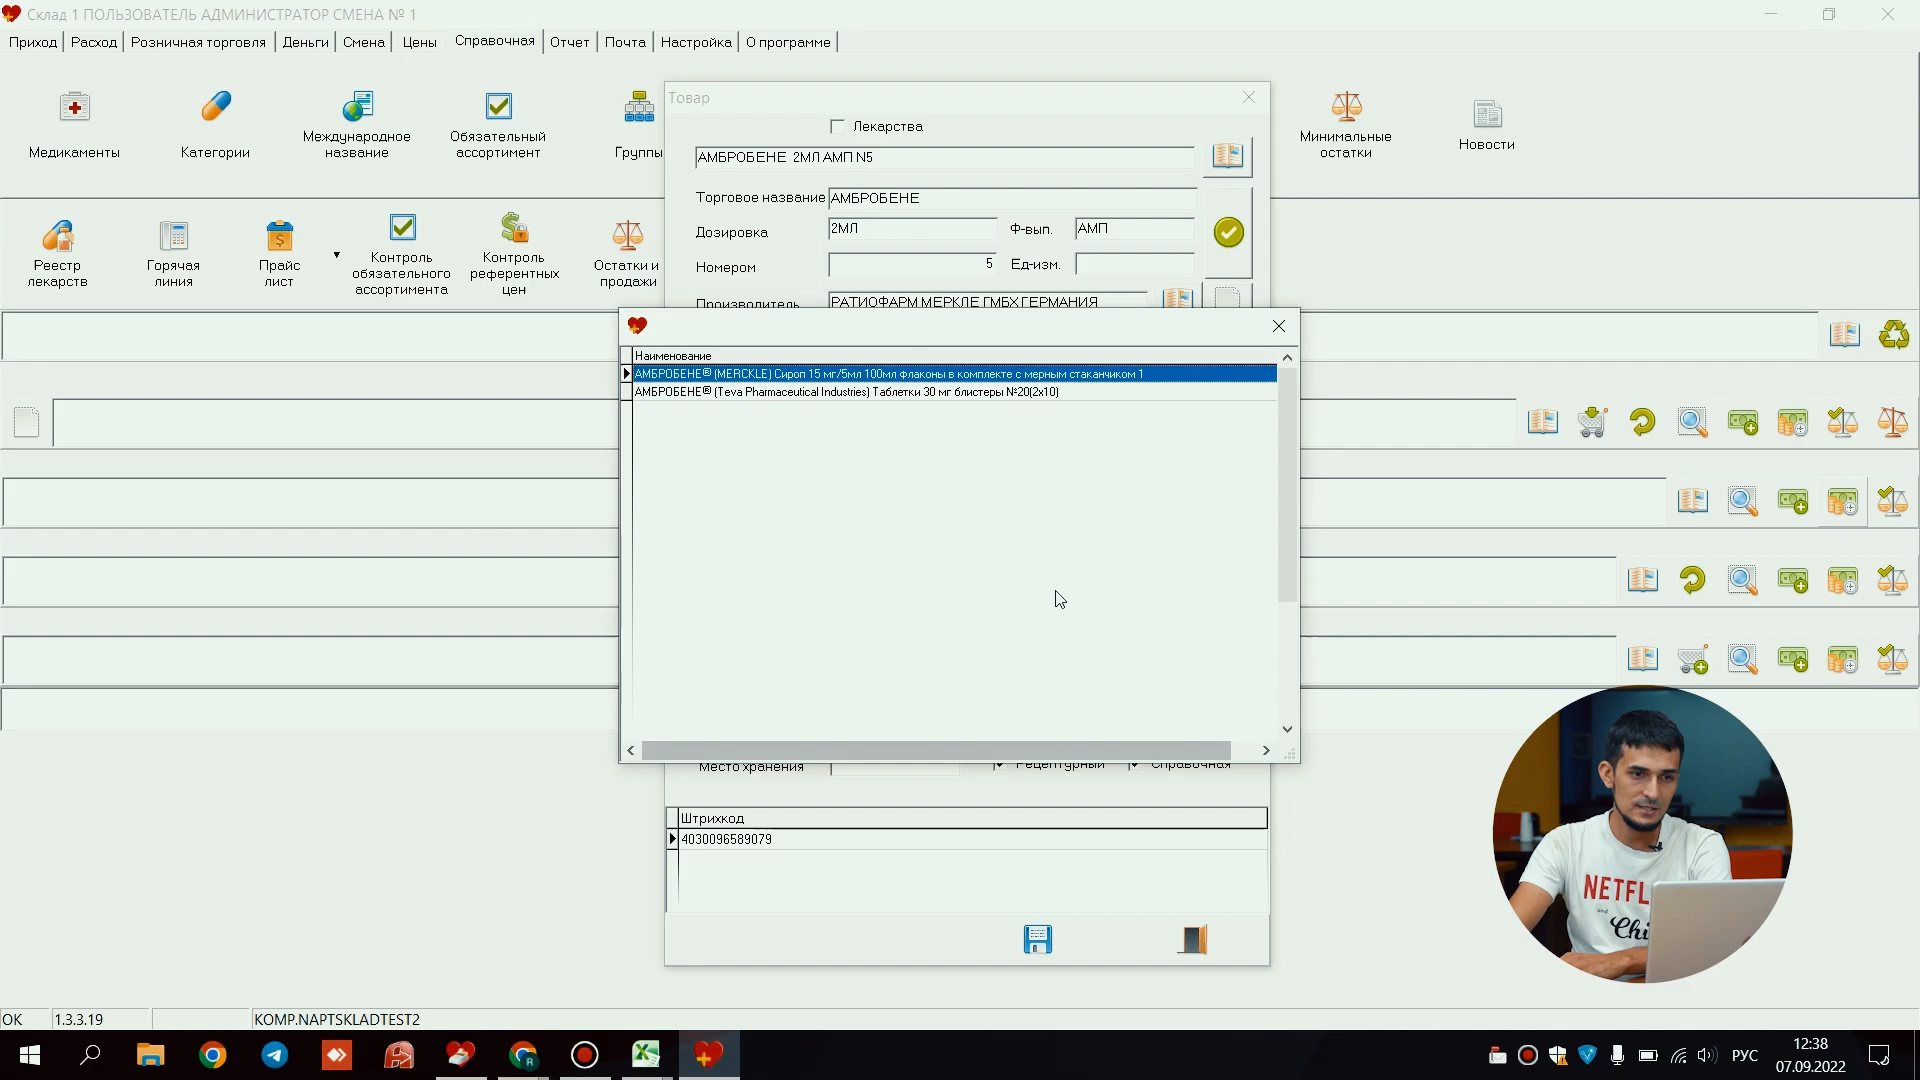 Склад 1 ПОЛЬЗОВАТЕЛЬ АДМИНИСТРАТОР СМЕНА № 1
Приход Расход Розничная торговля Деньги Смена Цены Справочная Отчет Почта Настройка О программе
Медикаменты
Категории
Международное
название
Обязательный
ассортимент
Группы
Минимальные
остатки
Новости
Реестр
лекарств
Горячая
линия
Прайс
лист
Контроль
обязательного
ассортимента
Контроль
референтных
цен
Остатки и
продажи
Товар
Лекарства
АМБРОБЕНЕ 2МЛ АМП N5
Торговое название АМБРОБЕНЕ
Дозировка 2МЛ Ф-вып. АМП
Номером 5 Ед-изм.
Производитель РАТИОФАРМ МЕРКЛЕ ГМБХ ГЕРМАНИЯ
Наименование
АМБРОБЕНЕ® (MERCKLE) Сироп 15 мг/5мл 100мл флаконы в комплекте с мерным стаканчиком 1
АМБРОБЕНЕ® (Teva Pharmaceutical Industries) Таблетки 30 мг блистеры №20(2x10)
Место хранения Рецептурный Справочная
Штрихкод
4030096589079
NETFL
and
Chi
OK 1.3.3.19 KOMP.NAPTSKLADTEST2
РУС
12:38
07.09.2022